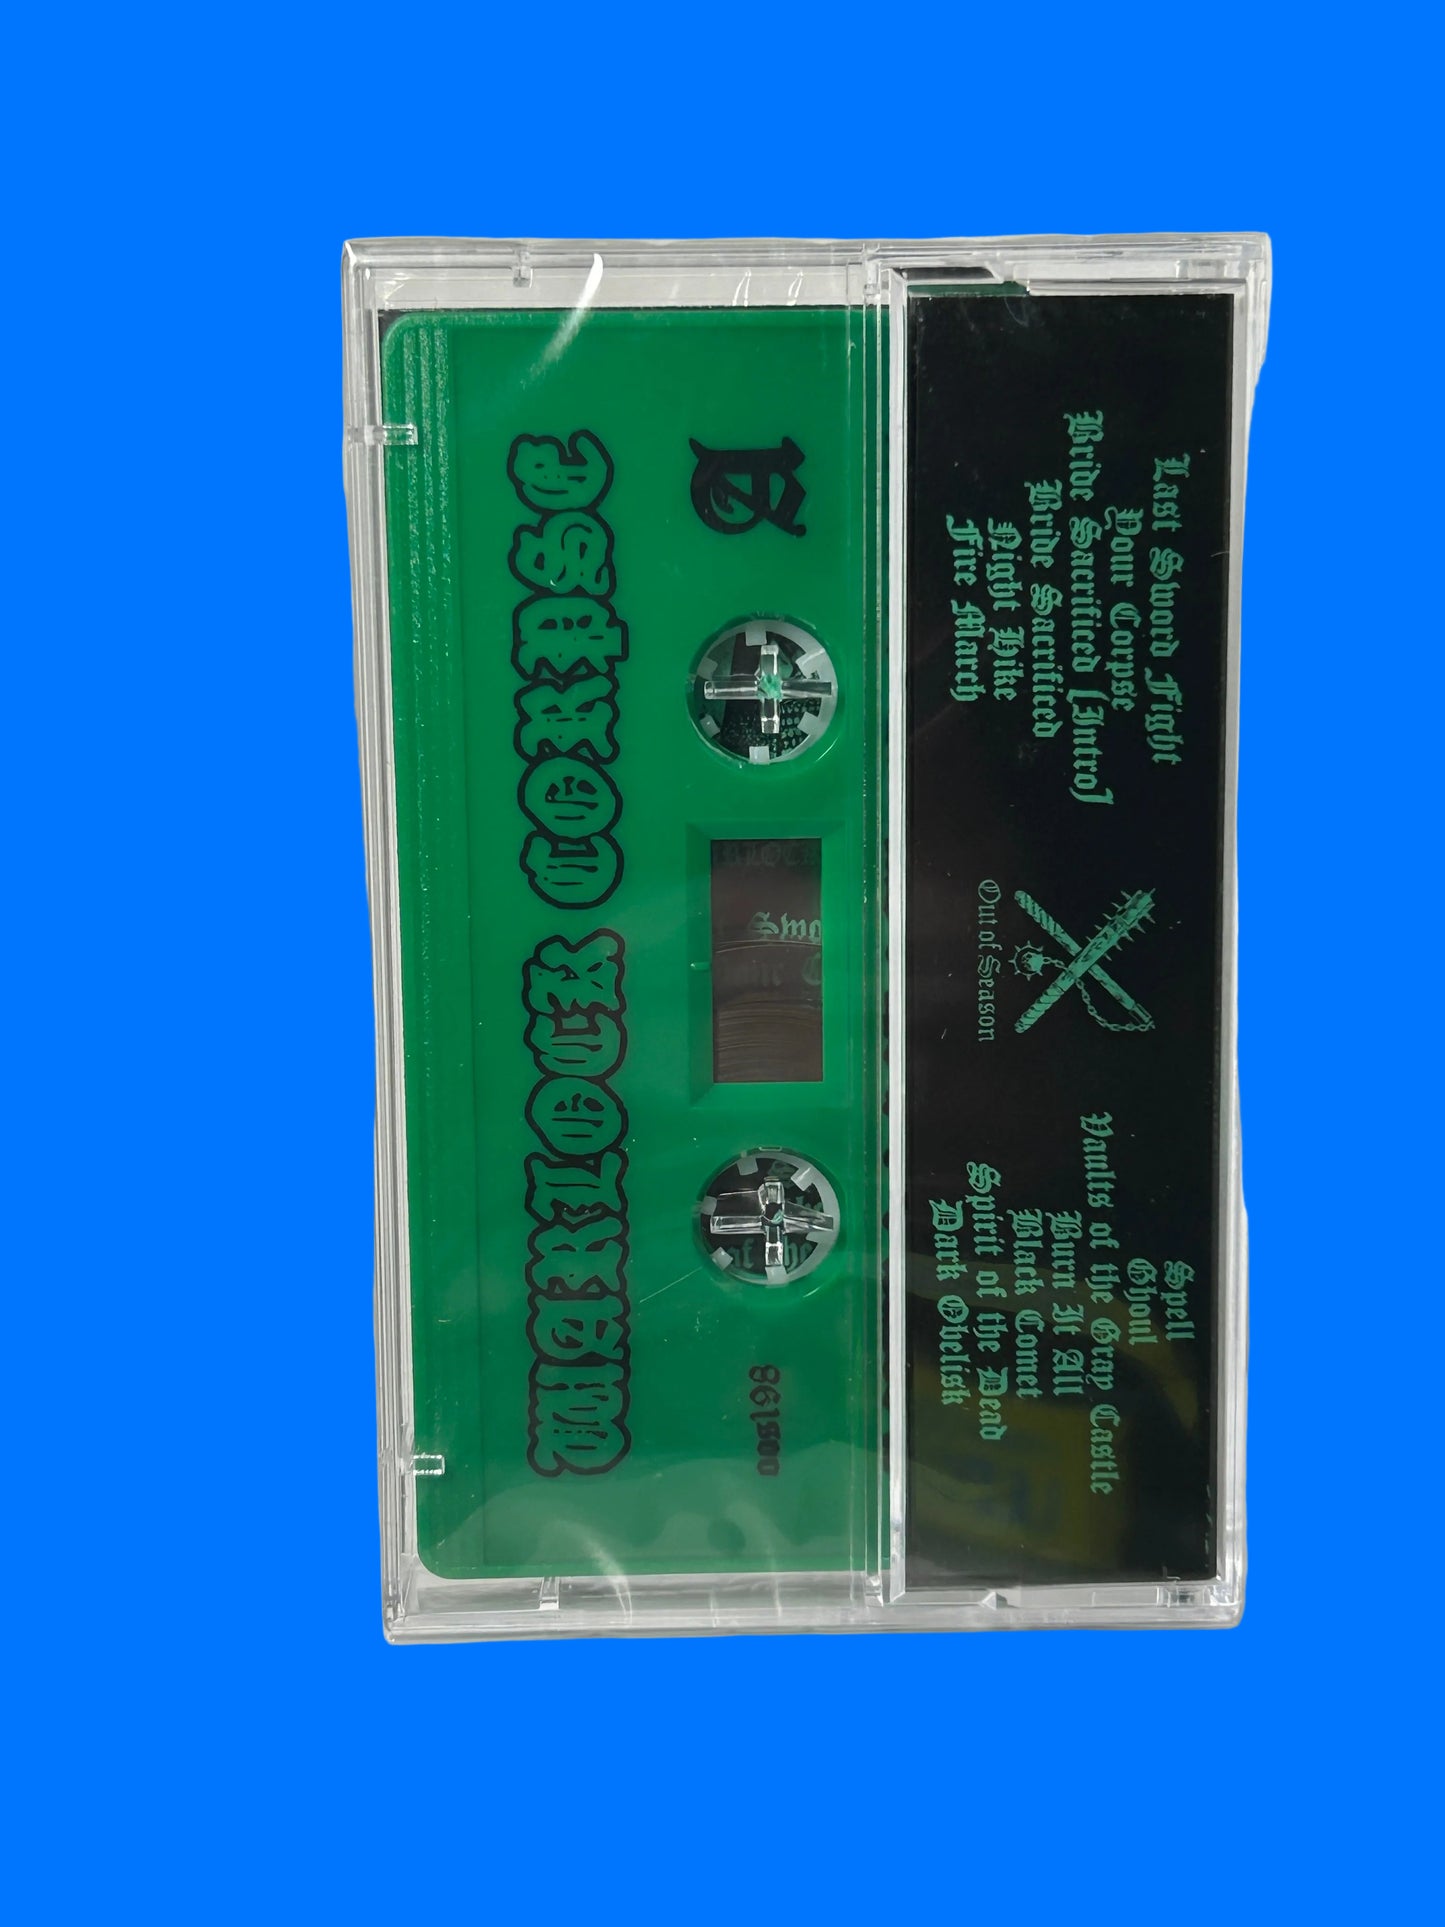 WARLOCK CORPSE
A
oos198
Last Sword Fight
Your Corpse
Bride Sacrificed [Intro]
Bride Sacrificed
Night Hike
Fire March
Out of Season
Spell
Ghoul
Vaults of the Gray Castle
Burn It All
Black Comet
Spirit of the Dead
Dark Obelisk